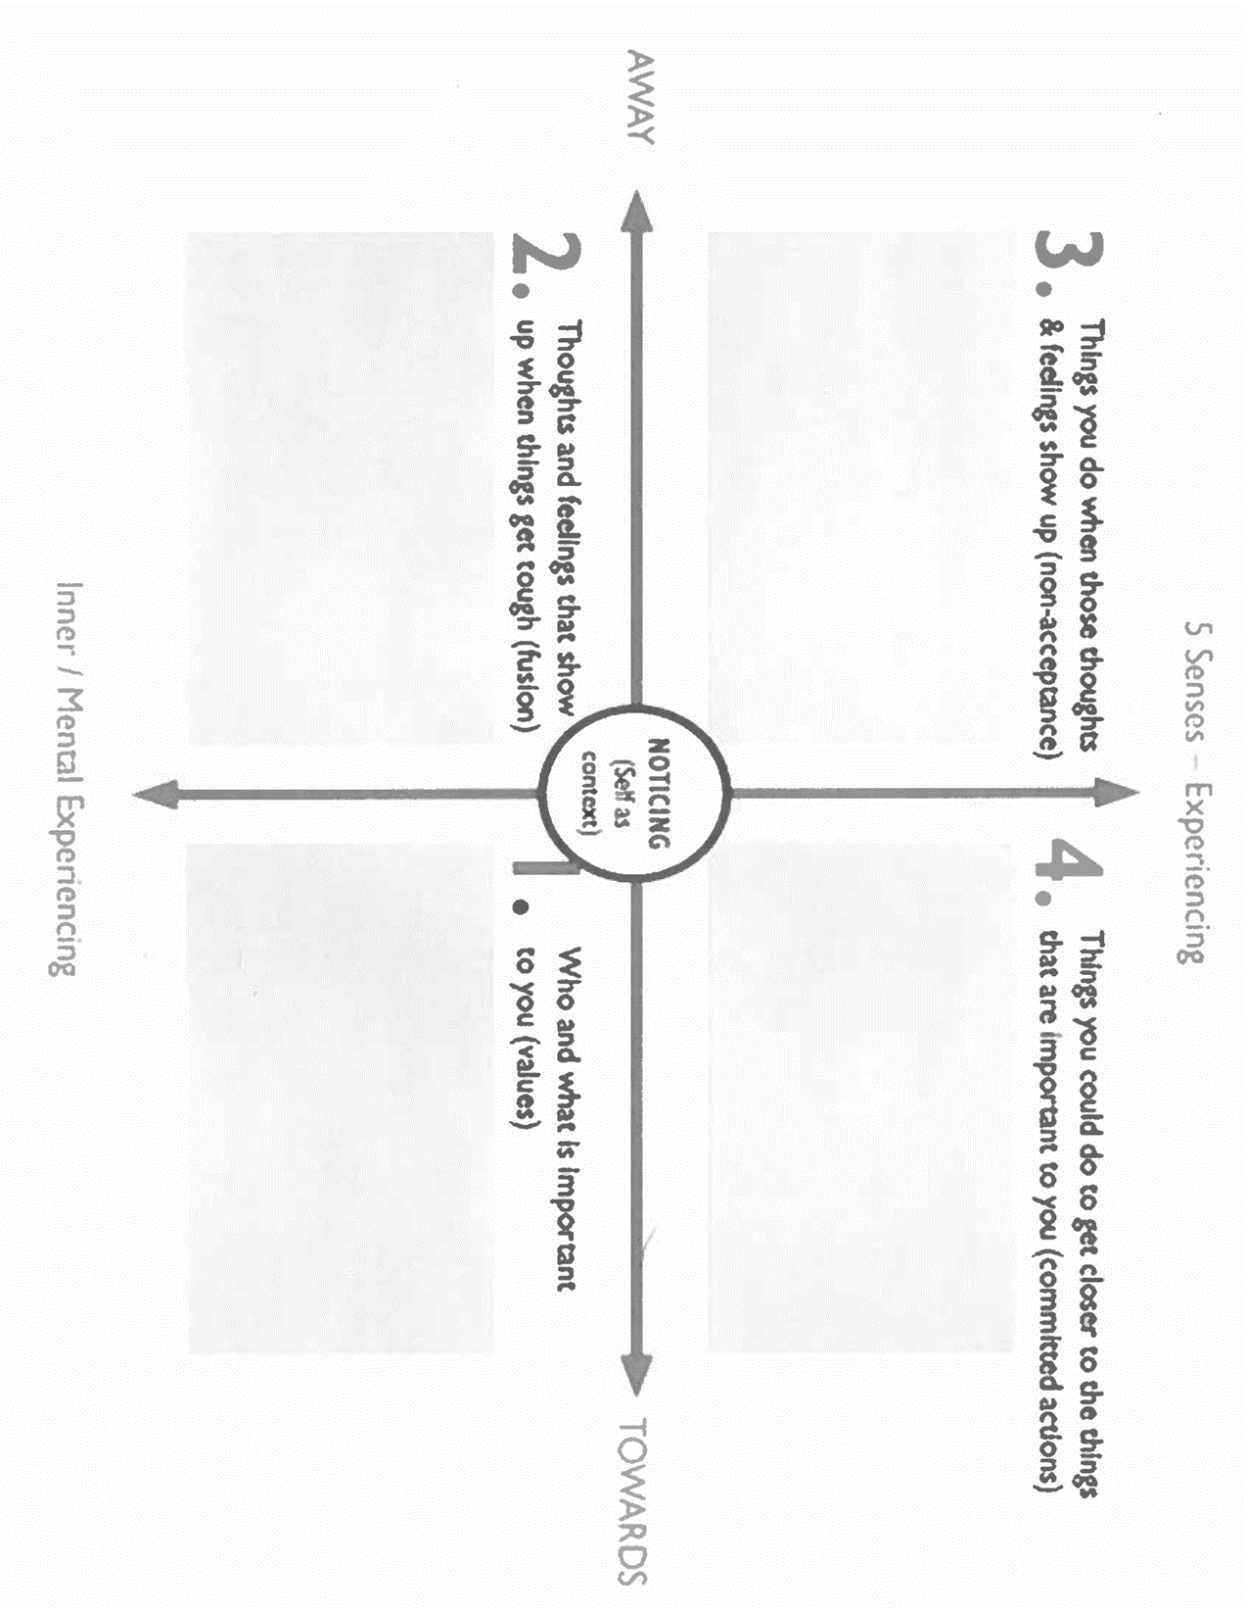 5 Senses – Experiencing
3. Things you do when those thoughts
& feelings show up (non-acceptance)
4. Things you could do to get closer to the things
that are important to you (committed actions)
AWAY
NOTICING
(Self as
context)
TOWARDS
2. Thoughts and feelings that show
up when things get tough (fusion)
1. Who and what is important
to you (values)
Inner / Mental Experiencing